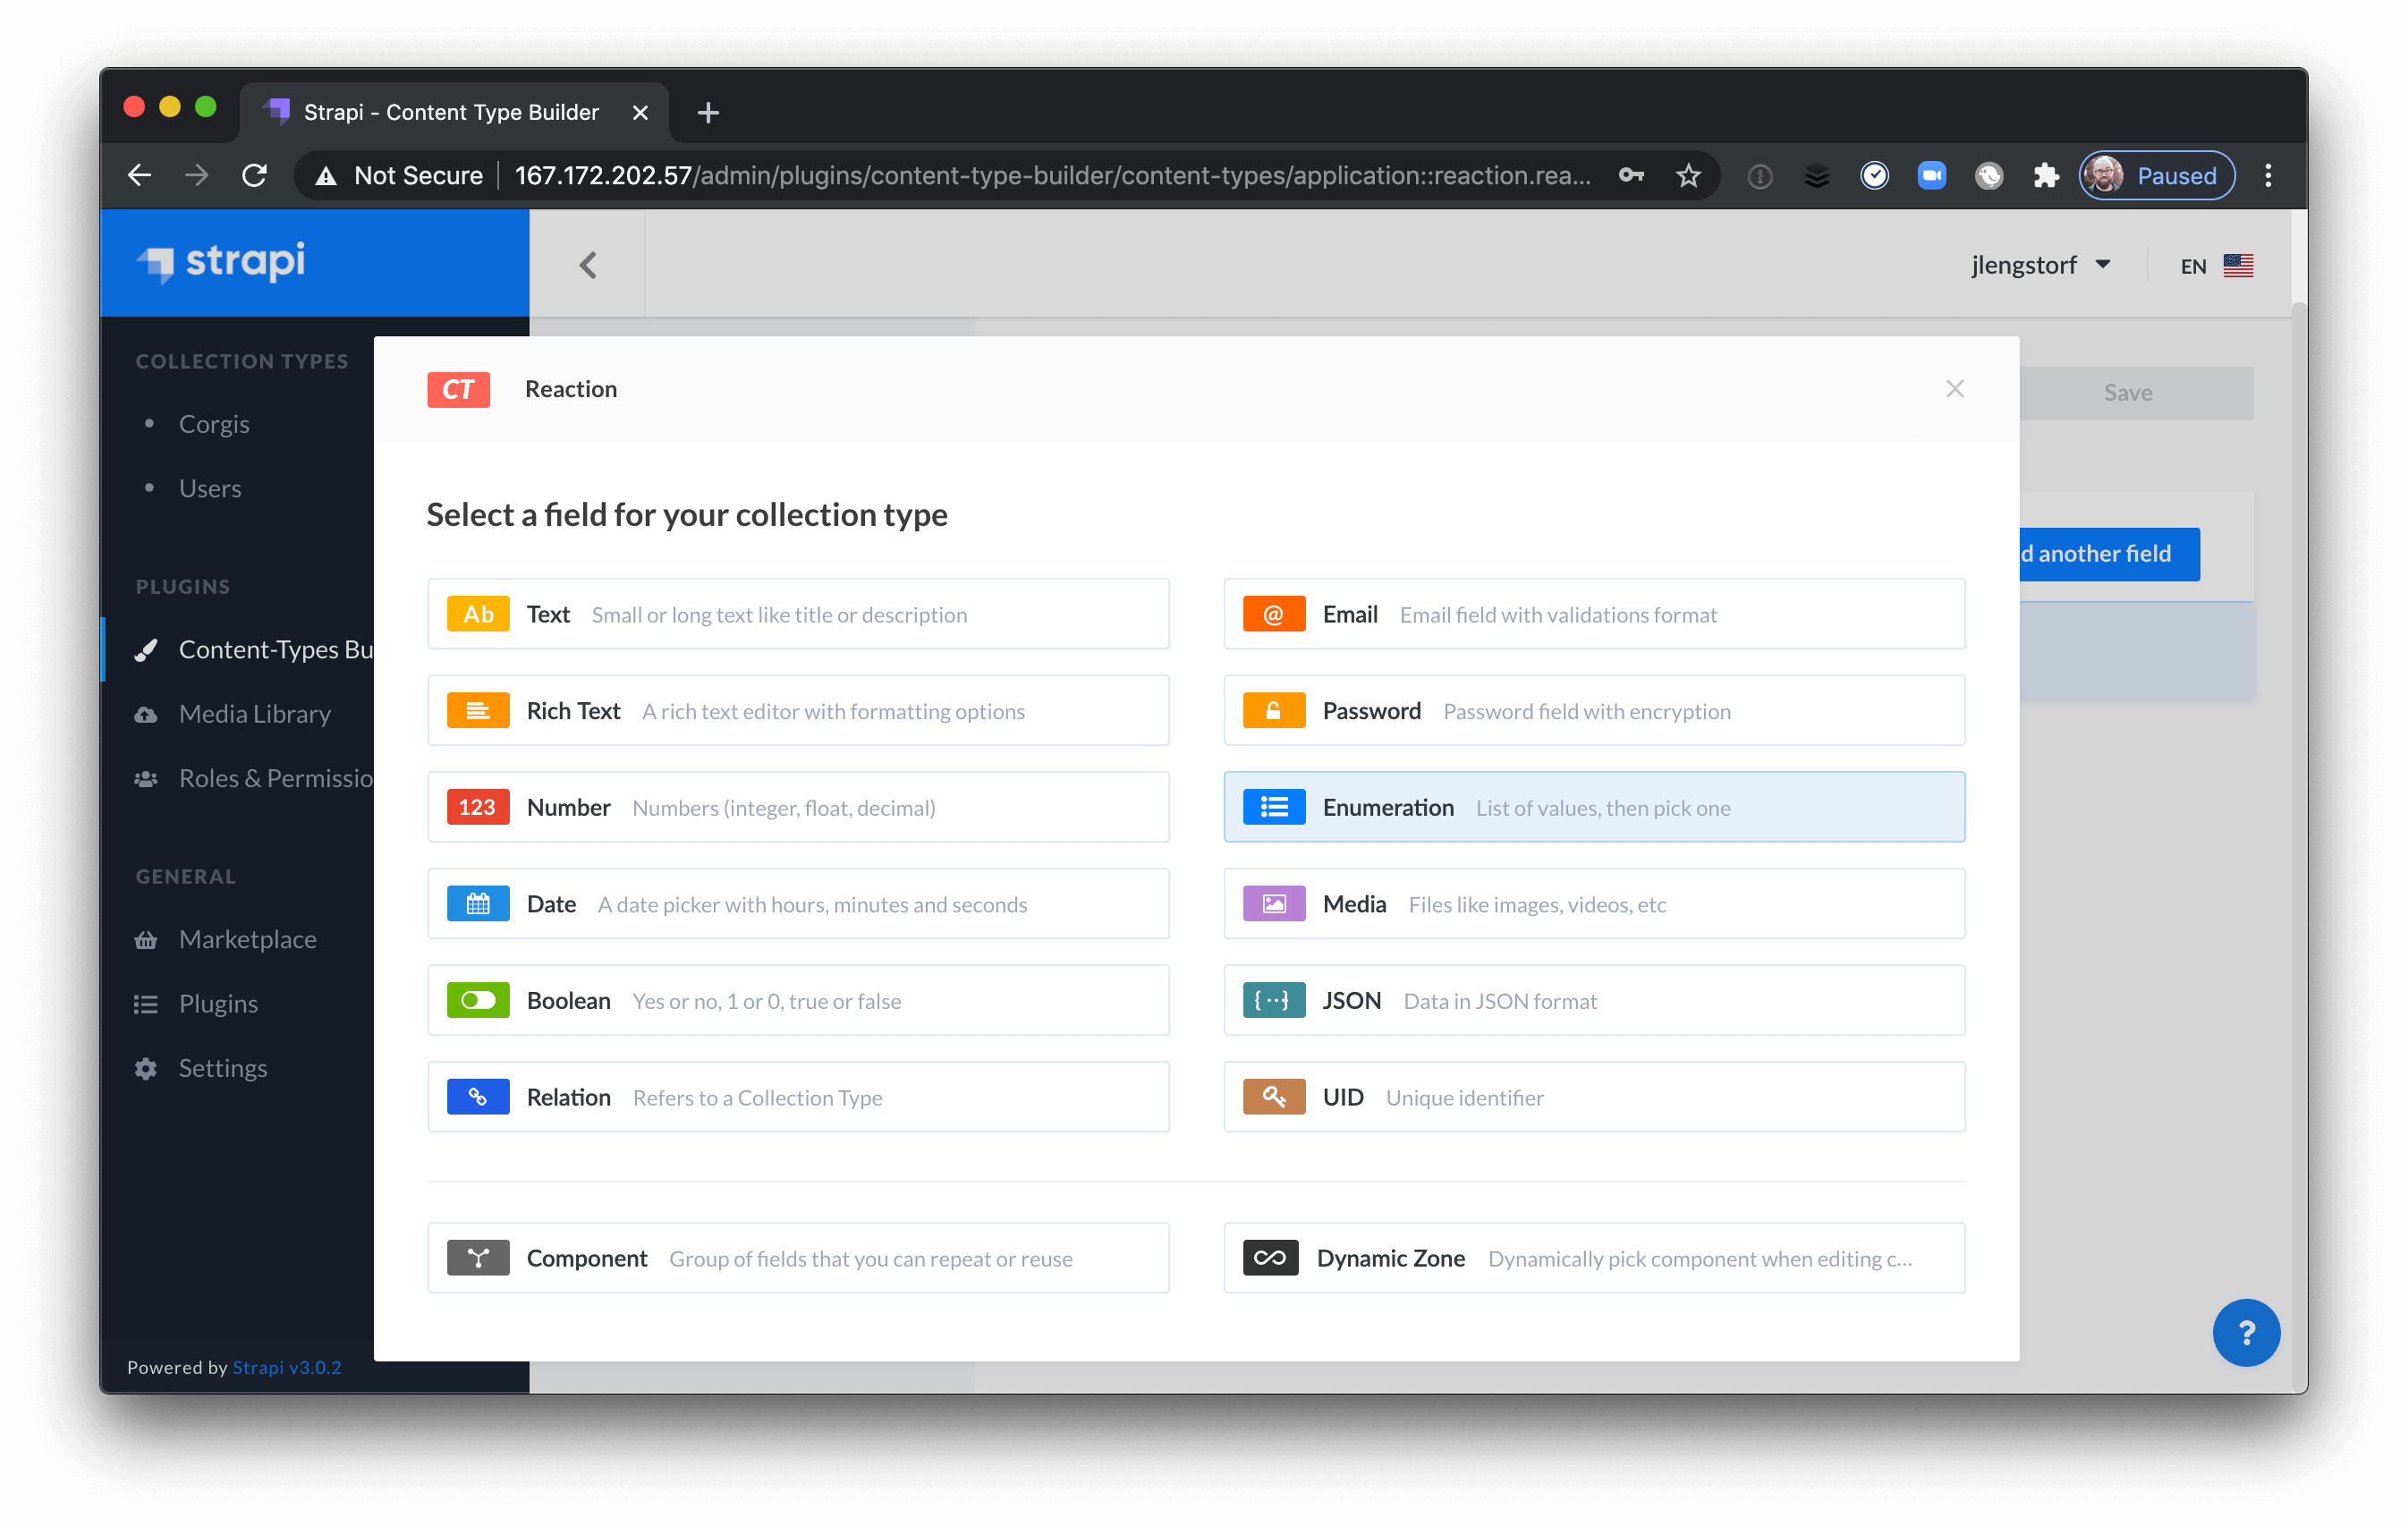 Strapi - Content Type Builder
Not Secure 167.172.202.57/admin/plugins/content-type-builder/content-types/application::reaction.rea...
Paused
strapi
jlengstorf
EN
COLLECTION TYPES
Corgis
Users
PLUGINS
Content-Types Bu
Media Library
Roles & Permissio
GENERAL
Marketplace
Plugins
Settings
Powered by Strapi v3.0.2
CT Reaction
Save
d another field
Select a field for your collection type
Ab Text Small or long text like title or description
@ Email Email field with validations format
Rich Text A rich text editor with formatting options
Password Password field with encryption
123 Number Numbers (integer, float, decimal)
Enumeration List of values, then pick one
Date A date picker with hours, minutes and seconds
Media Files like images, videos, etc
Boolean Yes or no, 1 or 0, true or false
JSON Data in JSON format
Relation Refers to a Collection Type
UID Unique identifier
Component Group of fields that you can repeat or reuse
Dynamic Zone Dynamically pick component when editing c...
?